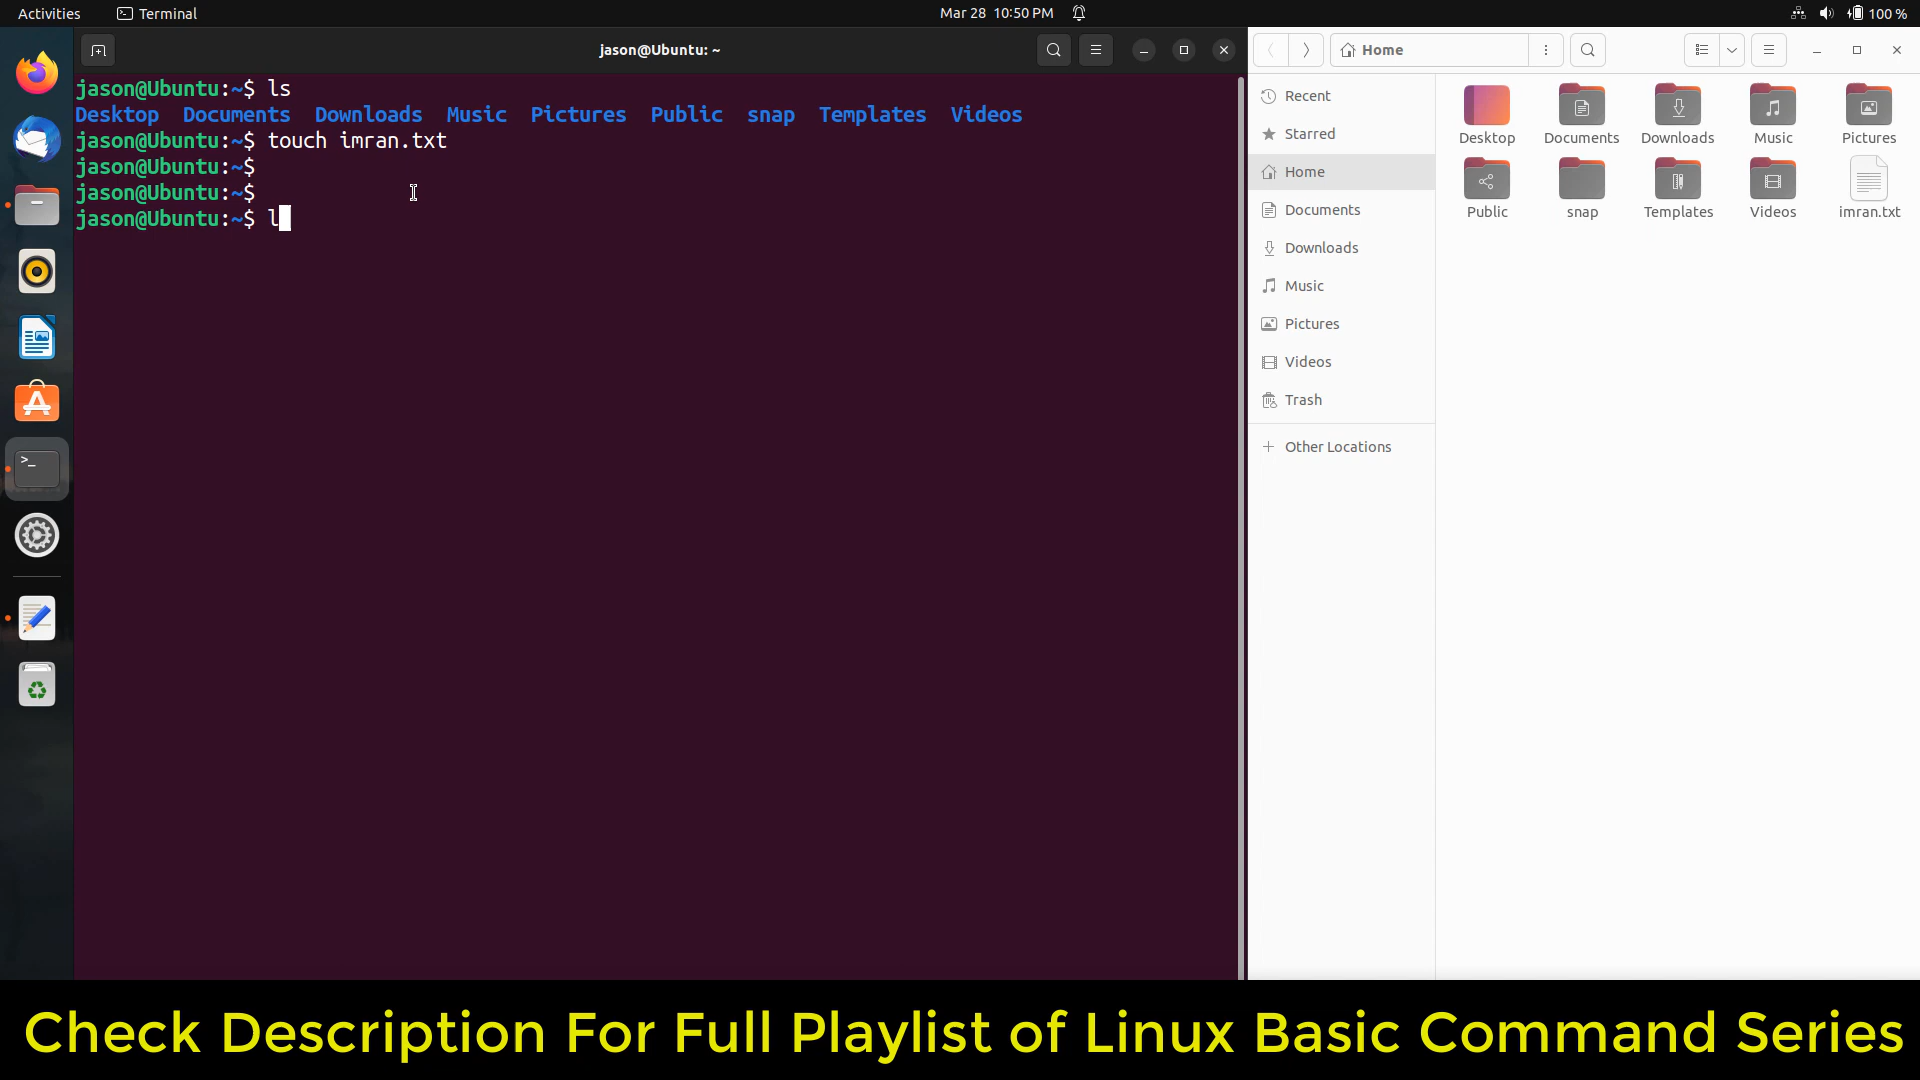 Activities Terminal Mar 28 10:50 PM 100 %
jason@Ubuntu: ~
jason@Ubuntu:~$ ls
Desktop Documents Downloads Music Pictures Public snap Templates Videos
jason@Ubuntu:~$ touch imran.txt
jason@Ubuntu:~$
jason@Ubuntu:~$
jason@Ubuntu:~$ l
Home
Recent
Starred
Home
Documents
Downloads
Music
Pictures
Videos
Trash
Other Locations
Desktop Documents Downloads Music Pictures
Public snap Templates Videos imran.txt
Check Description For Full Playlist of Linux Basic Command Series